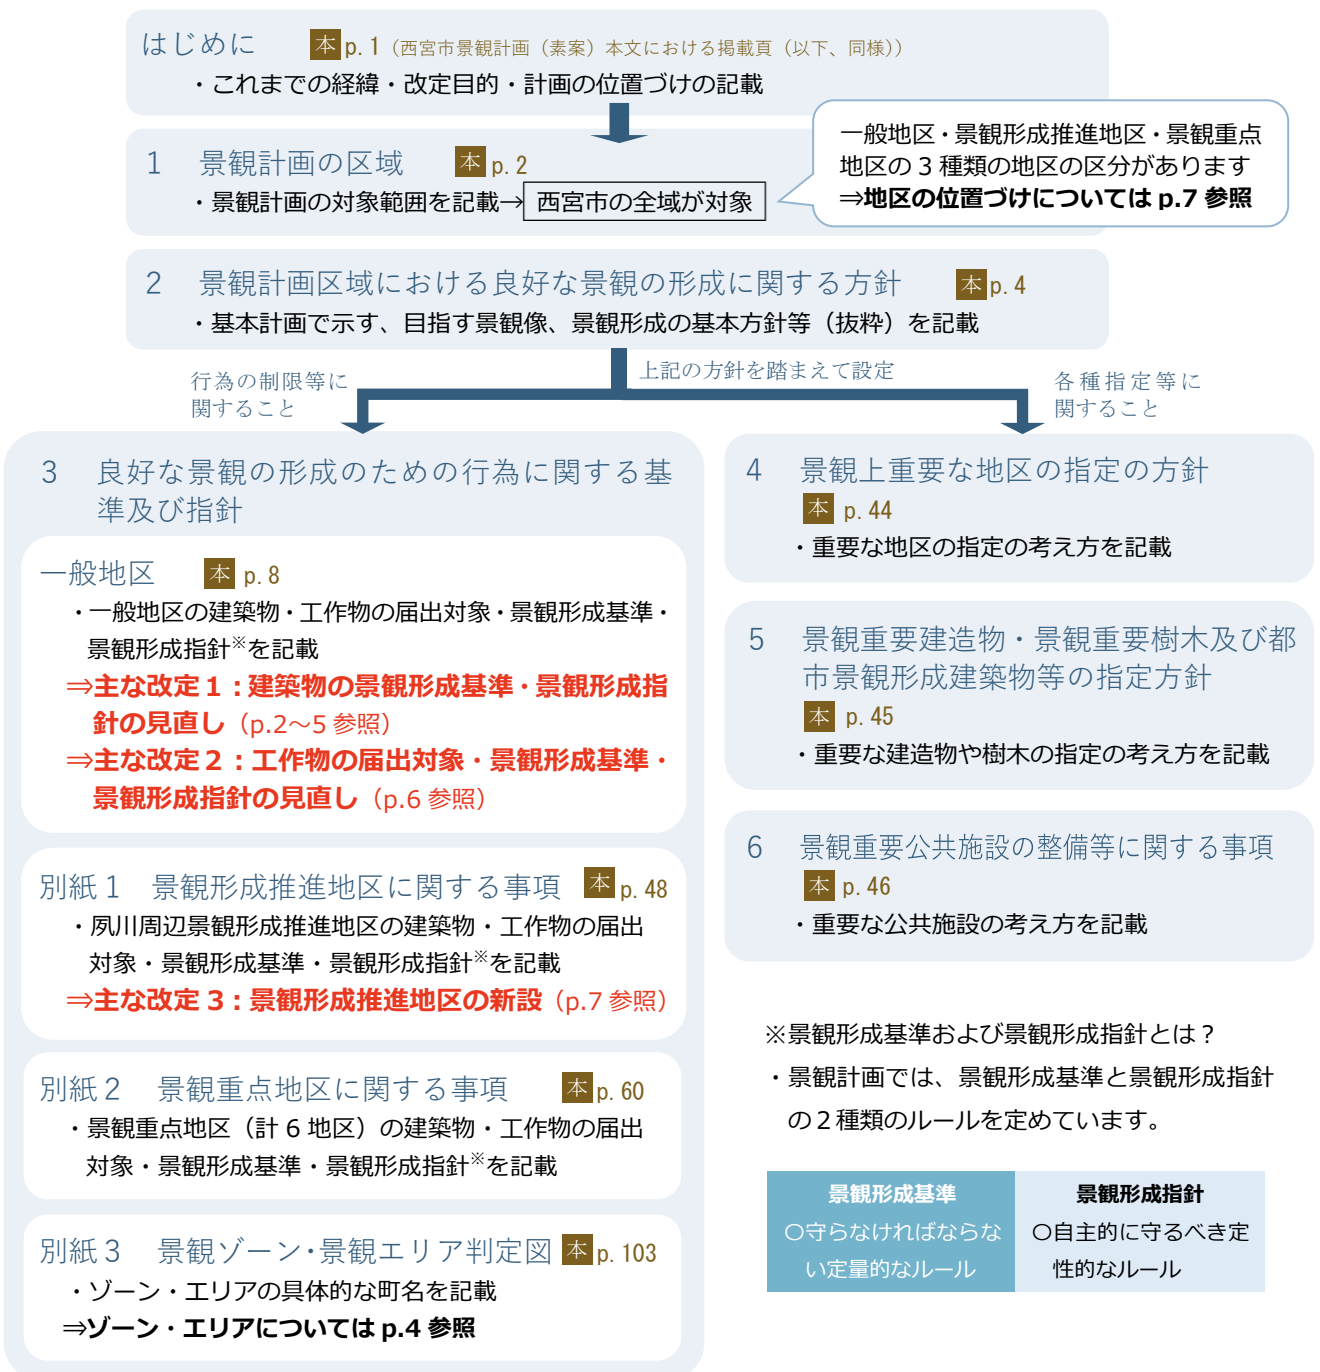 はじめに 本 p. 1（西宮市景観計画（素案）本文における掲載頁（以下、同様））
・これまでの経緯・改定目的・計画の位置づけの記載
1 景観計画の区域 本 p. 2
・景観計画の対象範囲を記載→ 西宮市の全域が対象
一般地区・景観形成推進地区・景観重点
地区の 3 種類の地区の区分があります
⇒地区の位置づけについては p.7 参照
2 景観計画区域における良好な景観の形成に関する方針 本 p. 4
・基本計画で示す、目指す景観像、景観形成の基本方針等（抜粋）を記載
上記の方針を踏まえて設定
行為の制限等に
関すること
各種指定等に
関すること
3 良好な景観の形成のための行為に関する基
準及び指針
一般地区 本 p. 8
・一般地区の建築物・工作物の届出対象・景観形成基準・
景観形成指針※を記載
⇒主な改定１：建築物の景観形成基準・景観形成指
針の見直し（p.2～5 参照）
⇒主な改定２：工作物の届出対象・景観形成基準・
景観形成指針の見直し（p.6 参照）
別紙１ 景観形成推進地区に関する事項 本 p. 48
・夙川周辺景観形成推進地区の建築物・工作物の届出
対象・景観形成基準・景観形成指針※を記載
⇒主な改定 3：景観形成推進地区の新設（p.7 参照）
別紙２ 景観重点地区に関する事項 本 p. 60
・景観重点地区（計 6 地区）の建築物・工作物の届出
対象・景観形成基準・景観形成指針※を記載
別紙３ 景観ゾーン・景観エリア判定図 本 p. 103
・ゾーン・エリアの具体的な町名を記載
⇒ゾーン・エリアについては p.4 参照
4 景観上重要な地区の指定の方針
本 p. 44
・重要な地区の指定の考え方を記載
5 景観重要建造物・景観重要樹木及び都
市景観形成建築物等の指定方針
本 p. 45
・重要な建造物や樹木の指定の考え方を記載
6 景観重要公共施設の整備等に関する事項
本 p. 46
・重要な公共施設の考え方を記載
※景観形成基準および景観形成指針とは？
・景観計画では、景観形成基準と景観形成指針
の２種類のルールを定めています。
景観形成基準
〇守らなければならな
い定量的なルール
景観形成指針
〇自主的に守るべき定
性的なルール